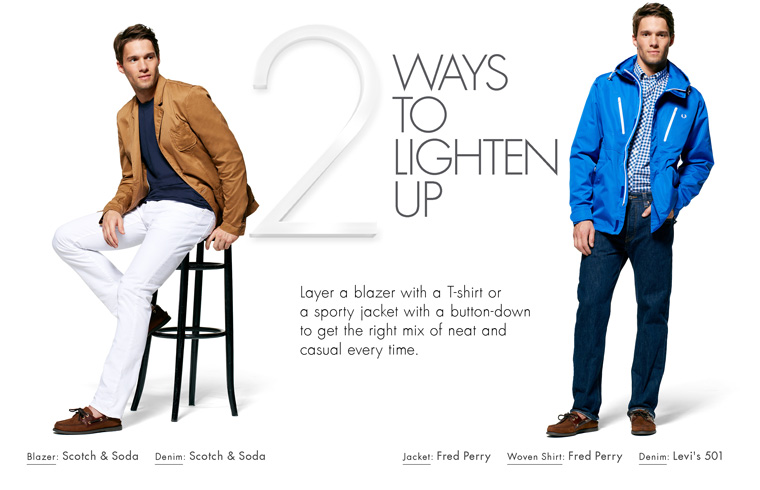 2
WAYS
TO
LIGHTEN
UP
Layer a blazer with a T-shirt or
a sporty jacket with a button-down
to get the right mix of neat and
casual every time.
Blazer: Scotch & Soda Denim: Scotch & Soda
Jacket: Fred Perry Woven Shirt: Fred Perry Denim: Levi's 501